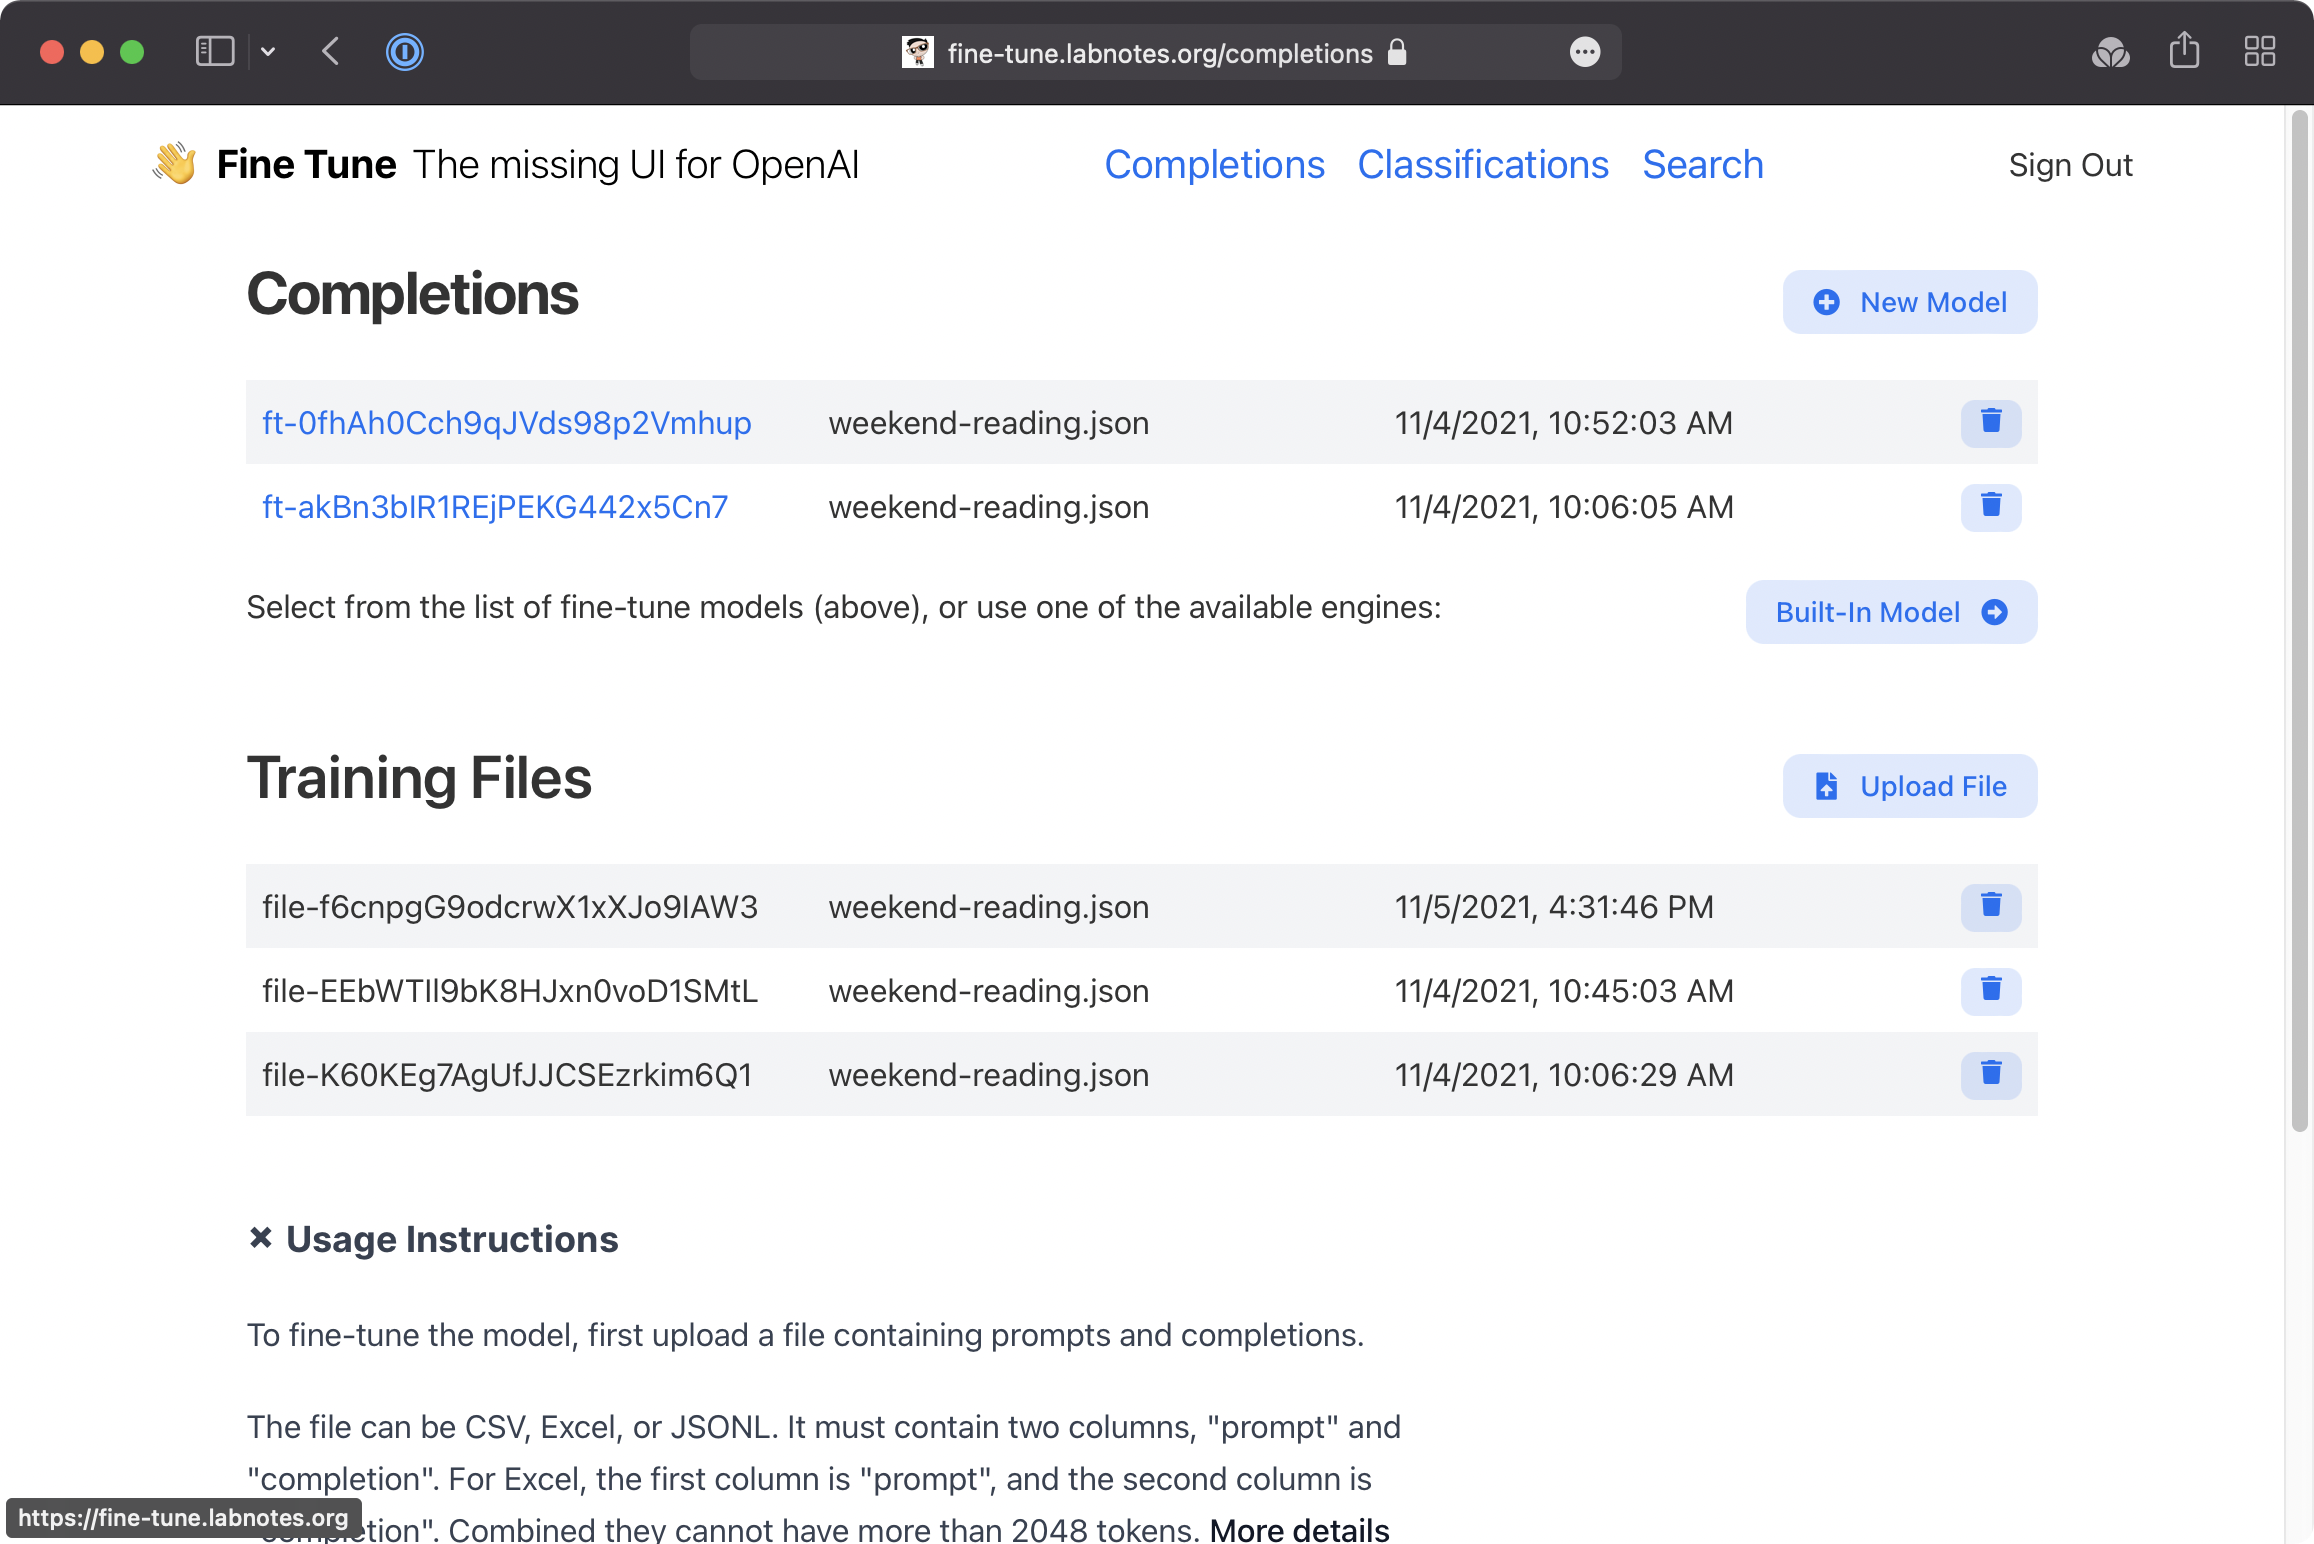 fine-tune.labnotes.org/completions
Fine Tune The missing UI for OpenAI
Completions Classifications Search
Sign Out
Completions
New Model
ft-0fhAh0Cch9qJVds98p2Vmhup weekend-reading.json 11/4/2021, 10:52:03 AM
ft-akBn3bIR1REjPEKG442x5Cn7 weekend-reading.json 11/4/2021, 10:06:05 AM
Select from the list of fine-tune models (above), or use one of the available engines:
Built-In Model
Training Files
Upload File
file-f6cnpgG9odcrwX1xXJo9IAW3 weekend-reading.json 11/5/2021, 4:31:46 PM
file-EEbWTIl9bK8HJxn0voD1SMtL weekend-reading.json 11/4/2021, 10:45:03 AM
file-K60KEg7AgUfJJCSEzrkim6Q1 weekend-reading.json 11/4/2021, 10:06:29 AM
Usage Instructions
To fine-tune the model, first upload a file containing prompts and completions.
The file can be CSV, Excel, or JSONL. It must contain two columns, "prompt" and
"completion". For Excel, the first column is "prompt", and the second column is
"completion". Combined they cannot have more than 2048 tokens. More details
https://fine-tune.labnotes.org